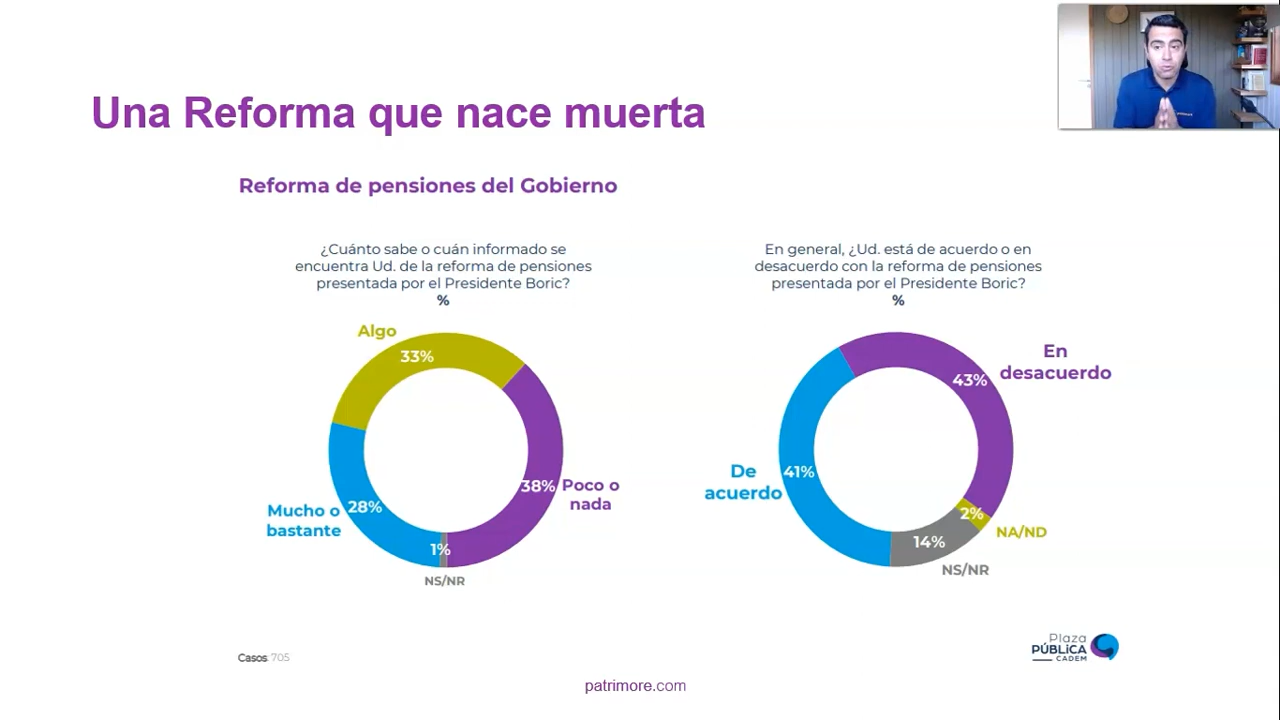 Una Reforma que nace muerta
Reforma de pensiones del Gobierno
¿Cuánto sabe o cuán informado se
encuentra Ud. de la reforma de pensiones
presentada por el Presidente Boric?
%
Algo
33%
38%
Poco o
nada
Mucho o
bastante
28%
1%
NS/NR
En general, ¿Ud. está de acuerdo o en
desacuerdo con la reforma de pensiones
presentada por el Presidente Boric?
%
En
desacuerdo
43%
De
acuerdo
41%
2%
NA/ND
14%
NS/NR
Casos 705
Plaza
PÚBLICA
CADEM
patrimore.com